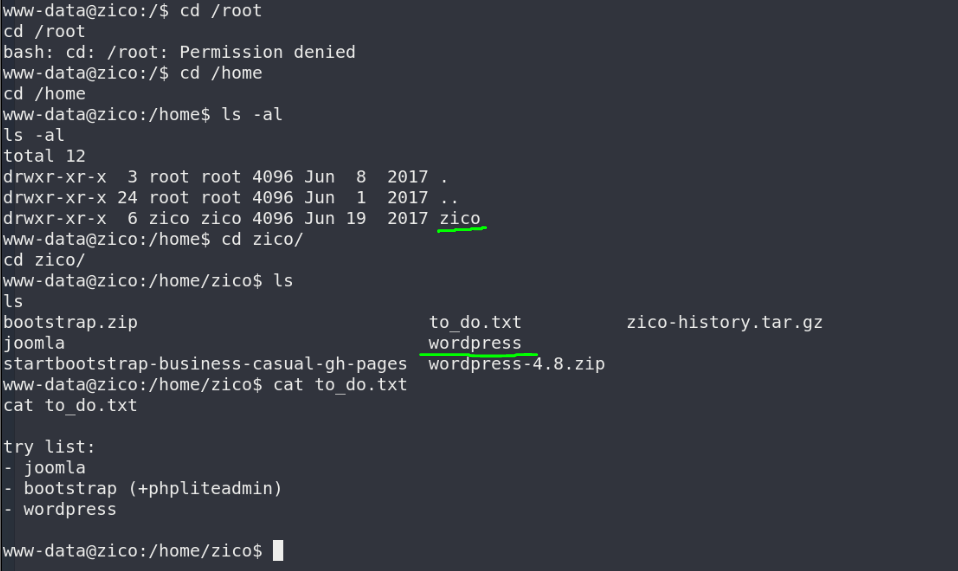 www-data@zico:/$ cd /root
cd /root
bash: cd: /root: Permission denied
www-data@zico:/$ cd /home
cd /home
www-data@zico:/home$ ls -al
ls -al
total 12
drwxr-xr-x  3 root root 4096 Jun  8  2017 .
drwxr-xr-x 24 root root 4096 Jun  1  2017 ..
drwxr-xr-x  6 zico zico 4096 Jun 19  2017 zico
www-data@zico:/home$ cd zico/
cd zico/
www-data@zico:/home/zico$ ls
ls
bootstrap.zip                            to_do.txt          zico-history.tar.gz
joomla                                   wordpress
startbootstrap-business-casual-gh-pages  wordpress-4.8.zip
www-data@zico:/home/zico$ cat to_do.txt
cat to_do.txt
try list:
- joomla
- bootstrap (+phpliteadmin)
- wordpress
www-data@zico:/home/zico$